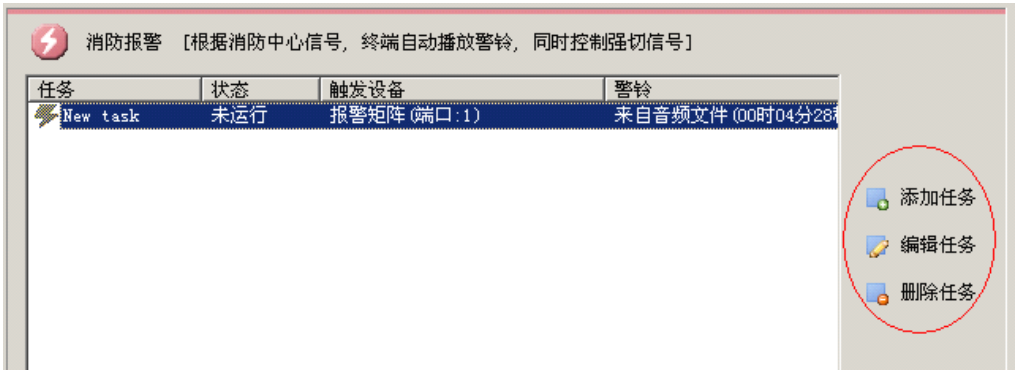 消防报警 [根据消防中心信号, 终端自动播放警铃, 同时控制强切信号]
任务 状态 触发设备 警铃
New task 未运行 报警矩阵(端口:1) 来自音频文件(00时04分28
添加任务
编辑任务
删除任务